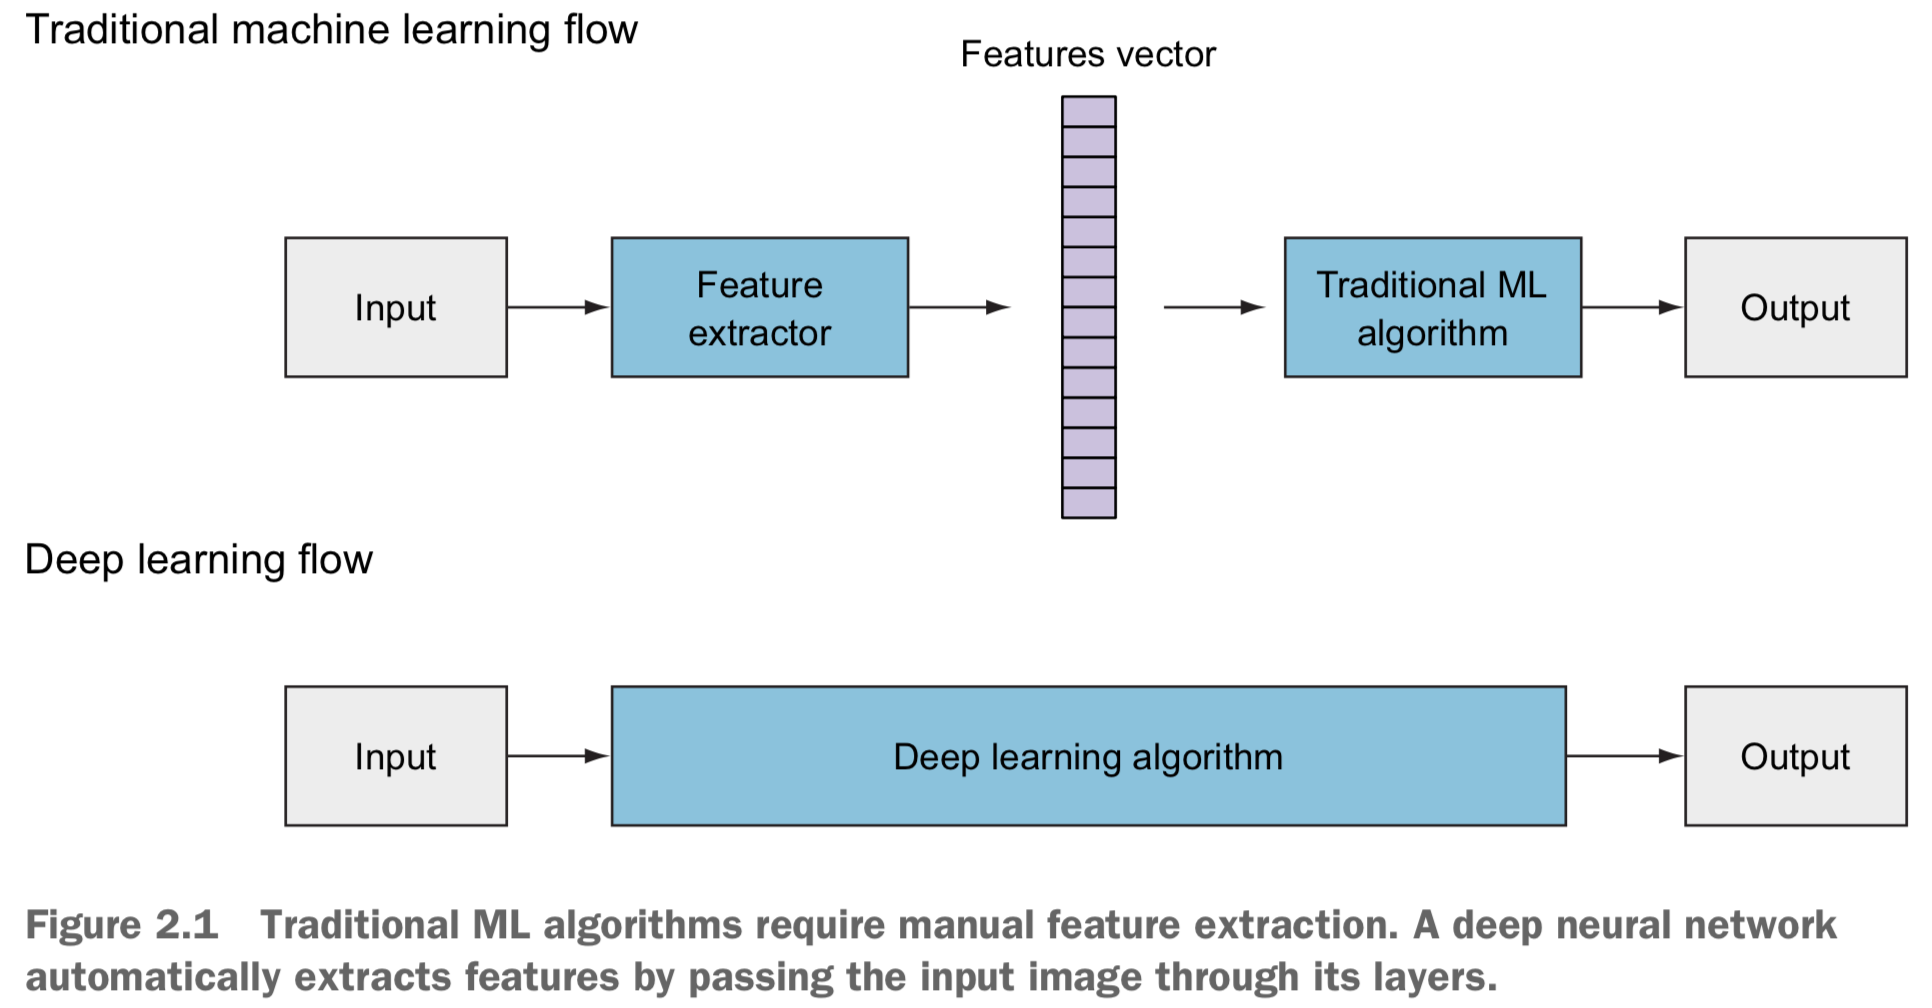 Traditional machine learning flow
Features vector
Input
Feature
extractor
Traditional ML
algorithm
Output
Deep learning flow
Input
Deep learning algorithm
Output
Figure 2.1 Traditional ML algorithms require manual feature extraction. A deep neural network
automatically extracts features by passing the input image through its layers.